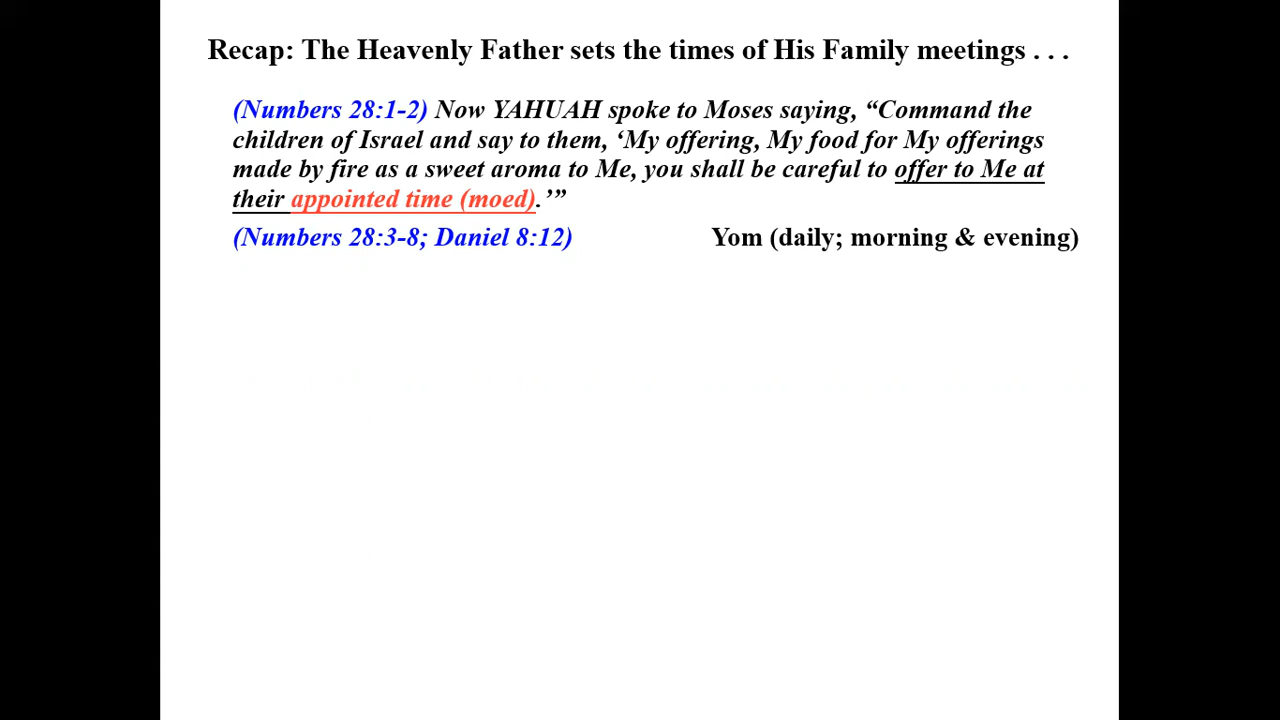 Recap: The Heavenly Father sets the times of His Family meetings . . .
(Numbers 28:1-2) Now YAHUAH spoke to Moses saying, “Command the
children of Israel and say to them, ‘My offering, My food for My offerings
made by fire as a sweet aroma to Me, you shall be careful to offer to Me at
their appointed time (moed).’”
(Numbers 28:3-8; Daniel 8:12) Yom (daily; morning & evening)